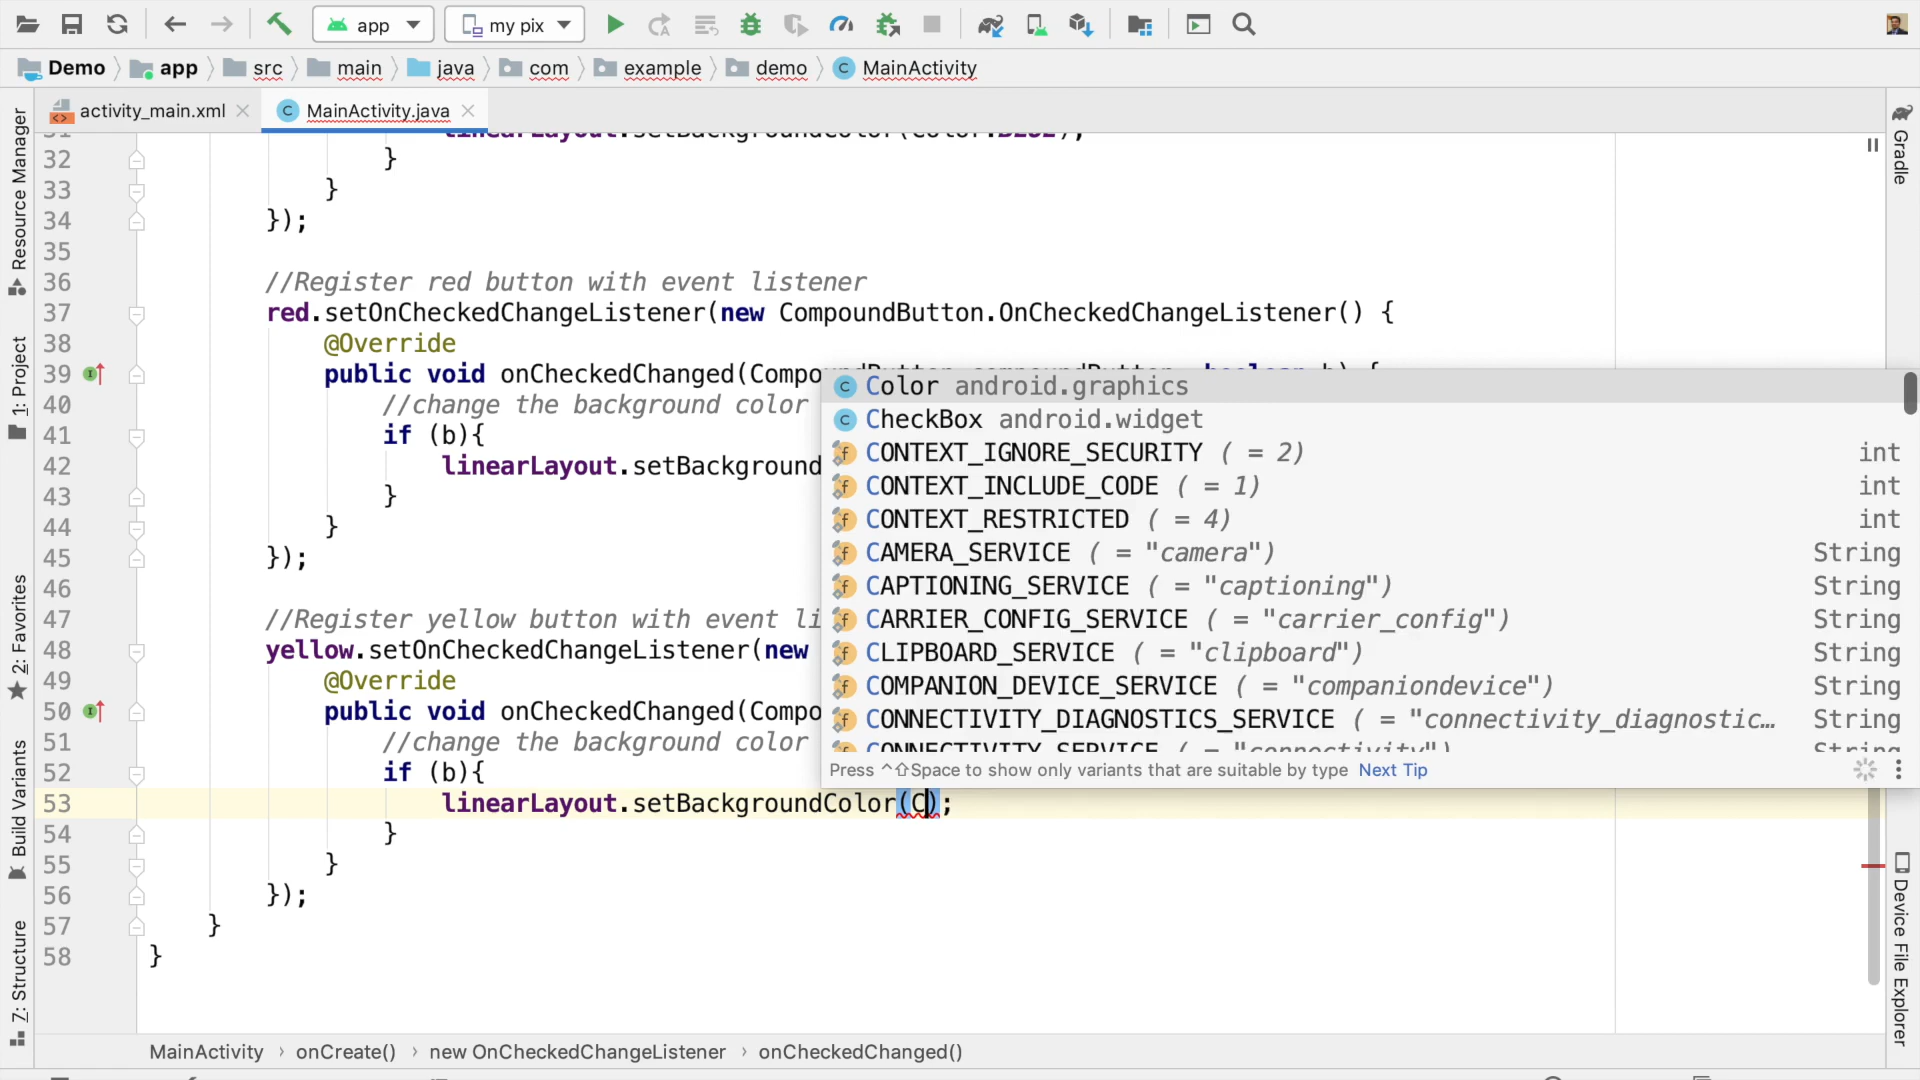 app
my pix
Demo app src main java com example demo MainActivity
activity_main.xml
MainActivity.java
Resource Manager
1: Project
2: Favorites
Build Variants
7: Structure
Gradle
Device File Explorer
32 }
33 }
34 });
35
36 //Register red button with event listener
37 red.setOnCheckedChangeListener(new CompoundButton.OnCheckedChangeListener() {
38 @Override
39 public void onCheckedChanged(Compo
40 //change the background color
41 if (b){
42 linearLayout.setBackground
43 }
44 }
45 });
46
47 //Register yellow button with event li
48 yellow.setOnCheckedChangeListener(new
49 @Override
50 public void onCheckedChanged(Compo
51 //change the background color
52 if (b){
53 linearLayout.setBackgroundColor(C);
54 }
55 }
56 });
57 }
58 }
Color android.graphics
CheckBox android.widget
CONTEXT_IGNORE_SECURITY ( = 2) int
CONTEXT_INCLUDE_CODE ( = 1) int
CONTEXT_RESTRICTED ( = 4) int
CAMERA_SERVICE ( = "camera") String
CAPTIONING_SERVICE ( = "captioning") String
CARRIER_CONFIG_SERVICE ( = "carrier_config") String
CLIPBOARD_SERVICE ( = "clipboard") String
COMPANION_DEVICE_SERVICE ( = "companiondevice") String
CONNECTIVITY_DIAGNOSTICS_SERVICE ( = "connectivity_diagnostic… String
CONNECTIVITY_SERVICE ( = "connectivity") String
Press ^⇧Space to show only variants that are suitable by type Next Tip
MainActivity › onCreate() › new OnCheckedChangeListener › onCheckedChanged()